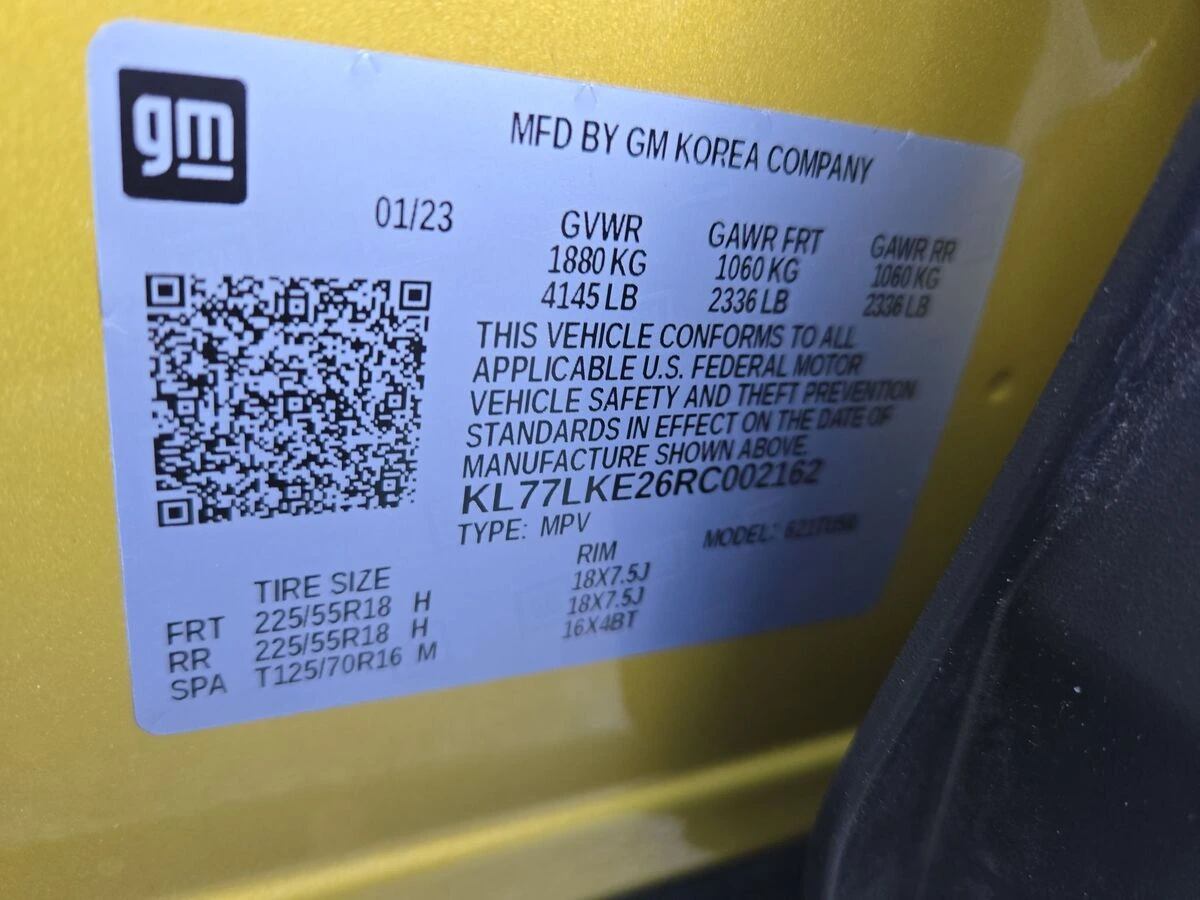 gm
MFD BY GM KOREA COMPANY
01/23
GVWR GAWR FRT GAWR RR
1880 KG 1060 KG 1060 KG
4145 LB 2336 LB 2336 LB
THIS VEHICLE CONFORMS TO ALL
APPLICABLE U.S. FEDERAL MOTOR
VEHICLE SAFETY AND THEFT PREVENTION
STANDARDS IN EFFECT ON THE DATE OF
MANUFACTURE SHOWN ABOVE.
KL77LKE26RC002162
TYPE: MPV MODEL:
TIRE SIZE RIM
FRT 225/55R18 H 18X7.5J
RR 225/55R18 H 18X7.5J
SPA T125/70R16 M 16X4BT